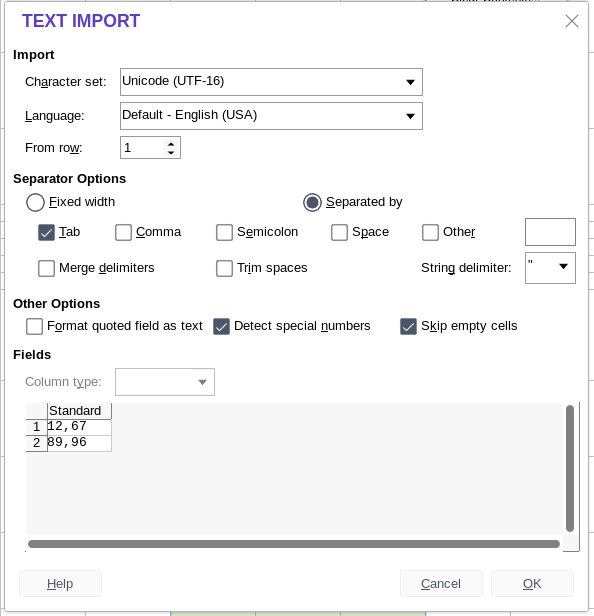 TEXT IMPORT
Import
Character set: Unicode (UTF-16)
Language: Default - English (USA)
From row: 1
Separator Options
Fixed width Separated by
Tab Comma Semicolon Space Other
Merge delimiters Trim spaces String delimiter: "
Other Options
Format quoted field as text Detect special numbers Skip empty cells
Fields
Column type:
Standard
1 12,67
2 89,96
Help Cancel OK